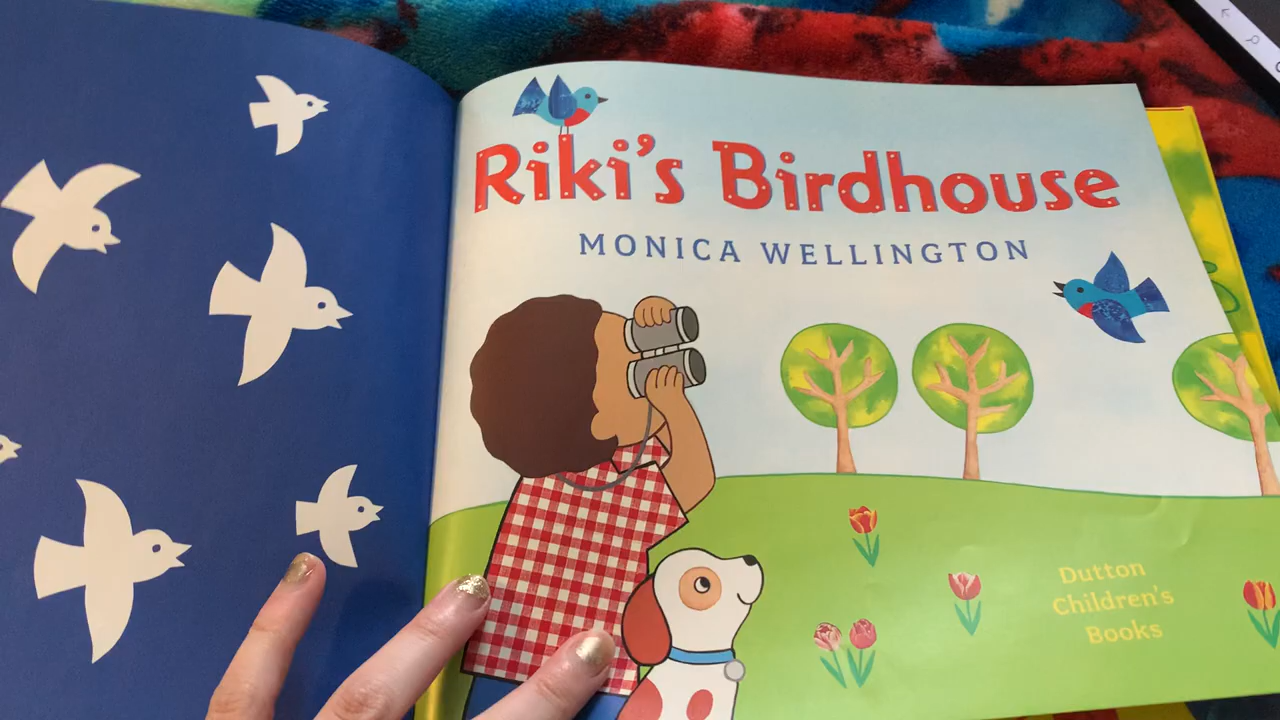 Riki's Birdhouse
MONICA WELLINGTON
Dutton
Children's
Books